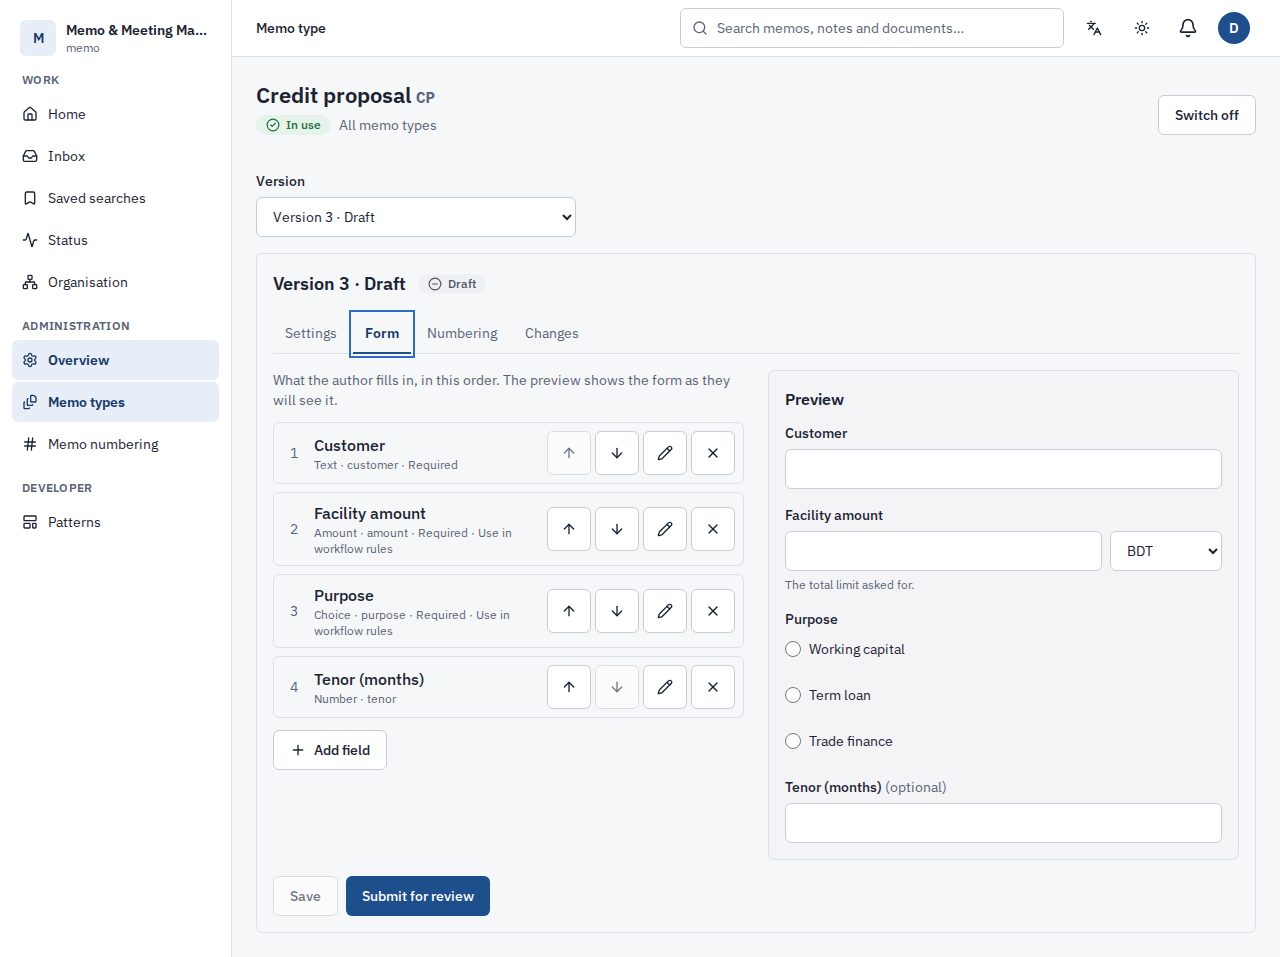 M
Memo & Meeting Ma...
memo
WORK
Home
Inbox
Saved searches
Status
Organisation
ADMINISTRATION
Overview
Memo types
Memo numbering
DEVELOPER
Patterns
Memo type
Search memos, notes and documents...
D
Credit proposal CP
In use
All memo types
Switch off
Version
Version 3 · Draft
Version 3 · Draft
Draft
Settings
Form
Numbering
Changes
What the author fills in, in this order. The preview shows the form as they
will see it.
1
Customer
Text · customer · Required
2
Facility amount
Amount · amount · Required · Use in
workflow rules
3
Purpose
Choice · purpose · Required · Use in
workflow rules
4
Tenor (months)
Number · tenor
Add field
Preview
Customer
Facility amount
BDT
The total limit asked for.
Purpose
Working capital
Term loan
Trade finance
Tenor (months) (optional)
Save
Submit for review